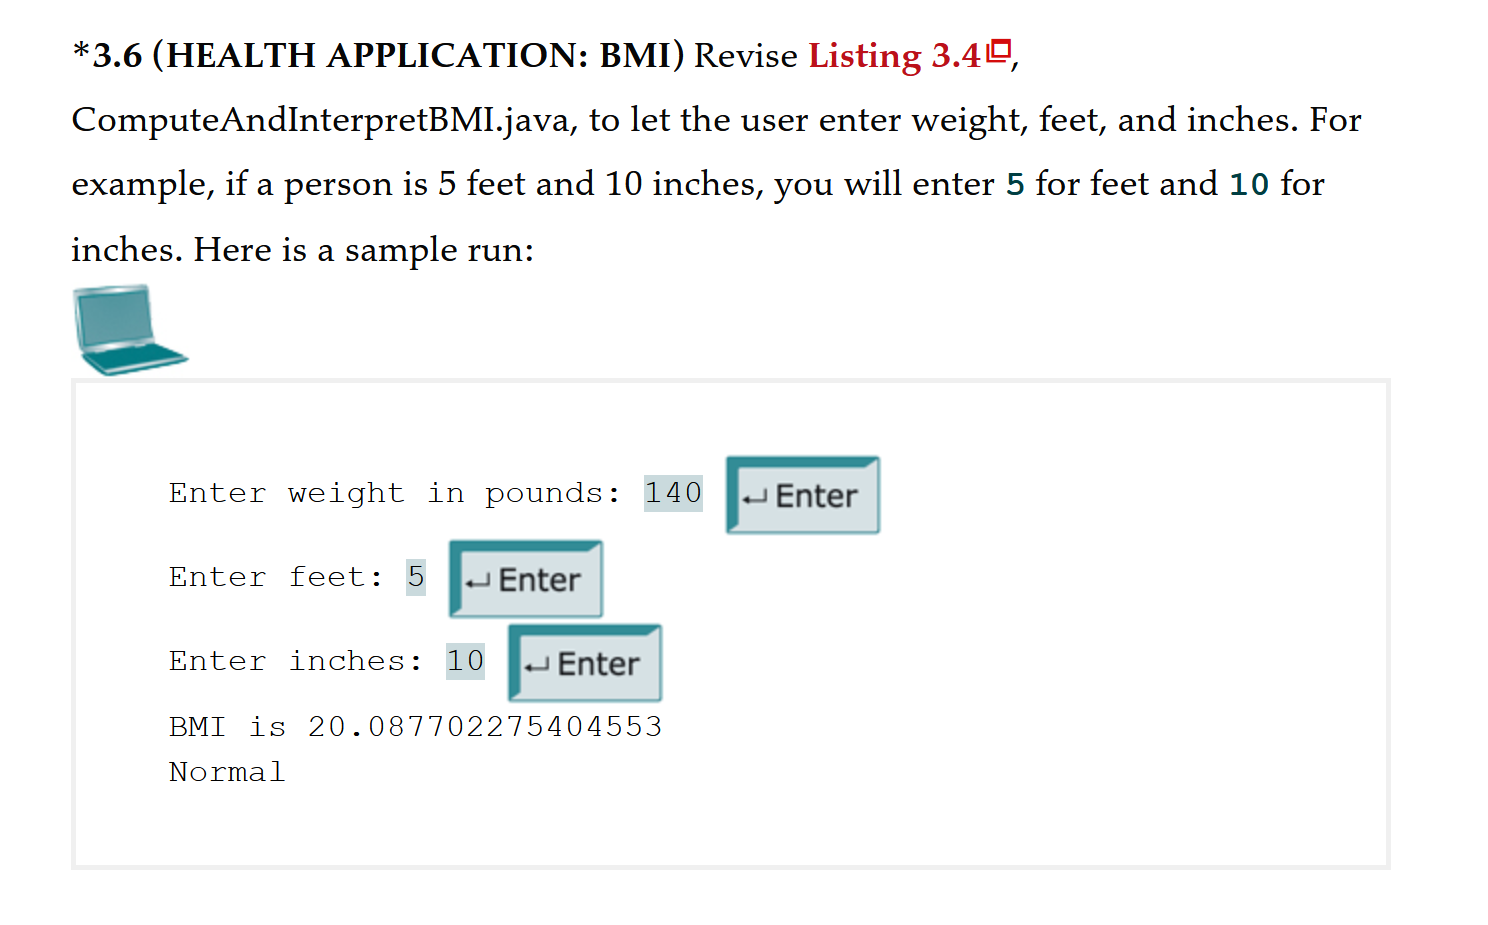 *3.6 (HEALTH APPLICATION: BMI) Revise Listing 3.4,
ComputeAndInterpretBMI.java, to let the user enter weight, feet, and inches. For
example, if a person is 5 feet and 10 inches, you will enter 5 for feet and 10 for
inches. Here is a sample run:
Enter weight in pounds: 140 ↵ Enter
Enter feet: 5 ↵ Enter
Enter inches: 10 ↵ Enter
BMI is 20.087702275404553
Normal